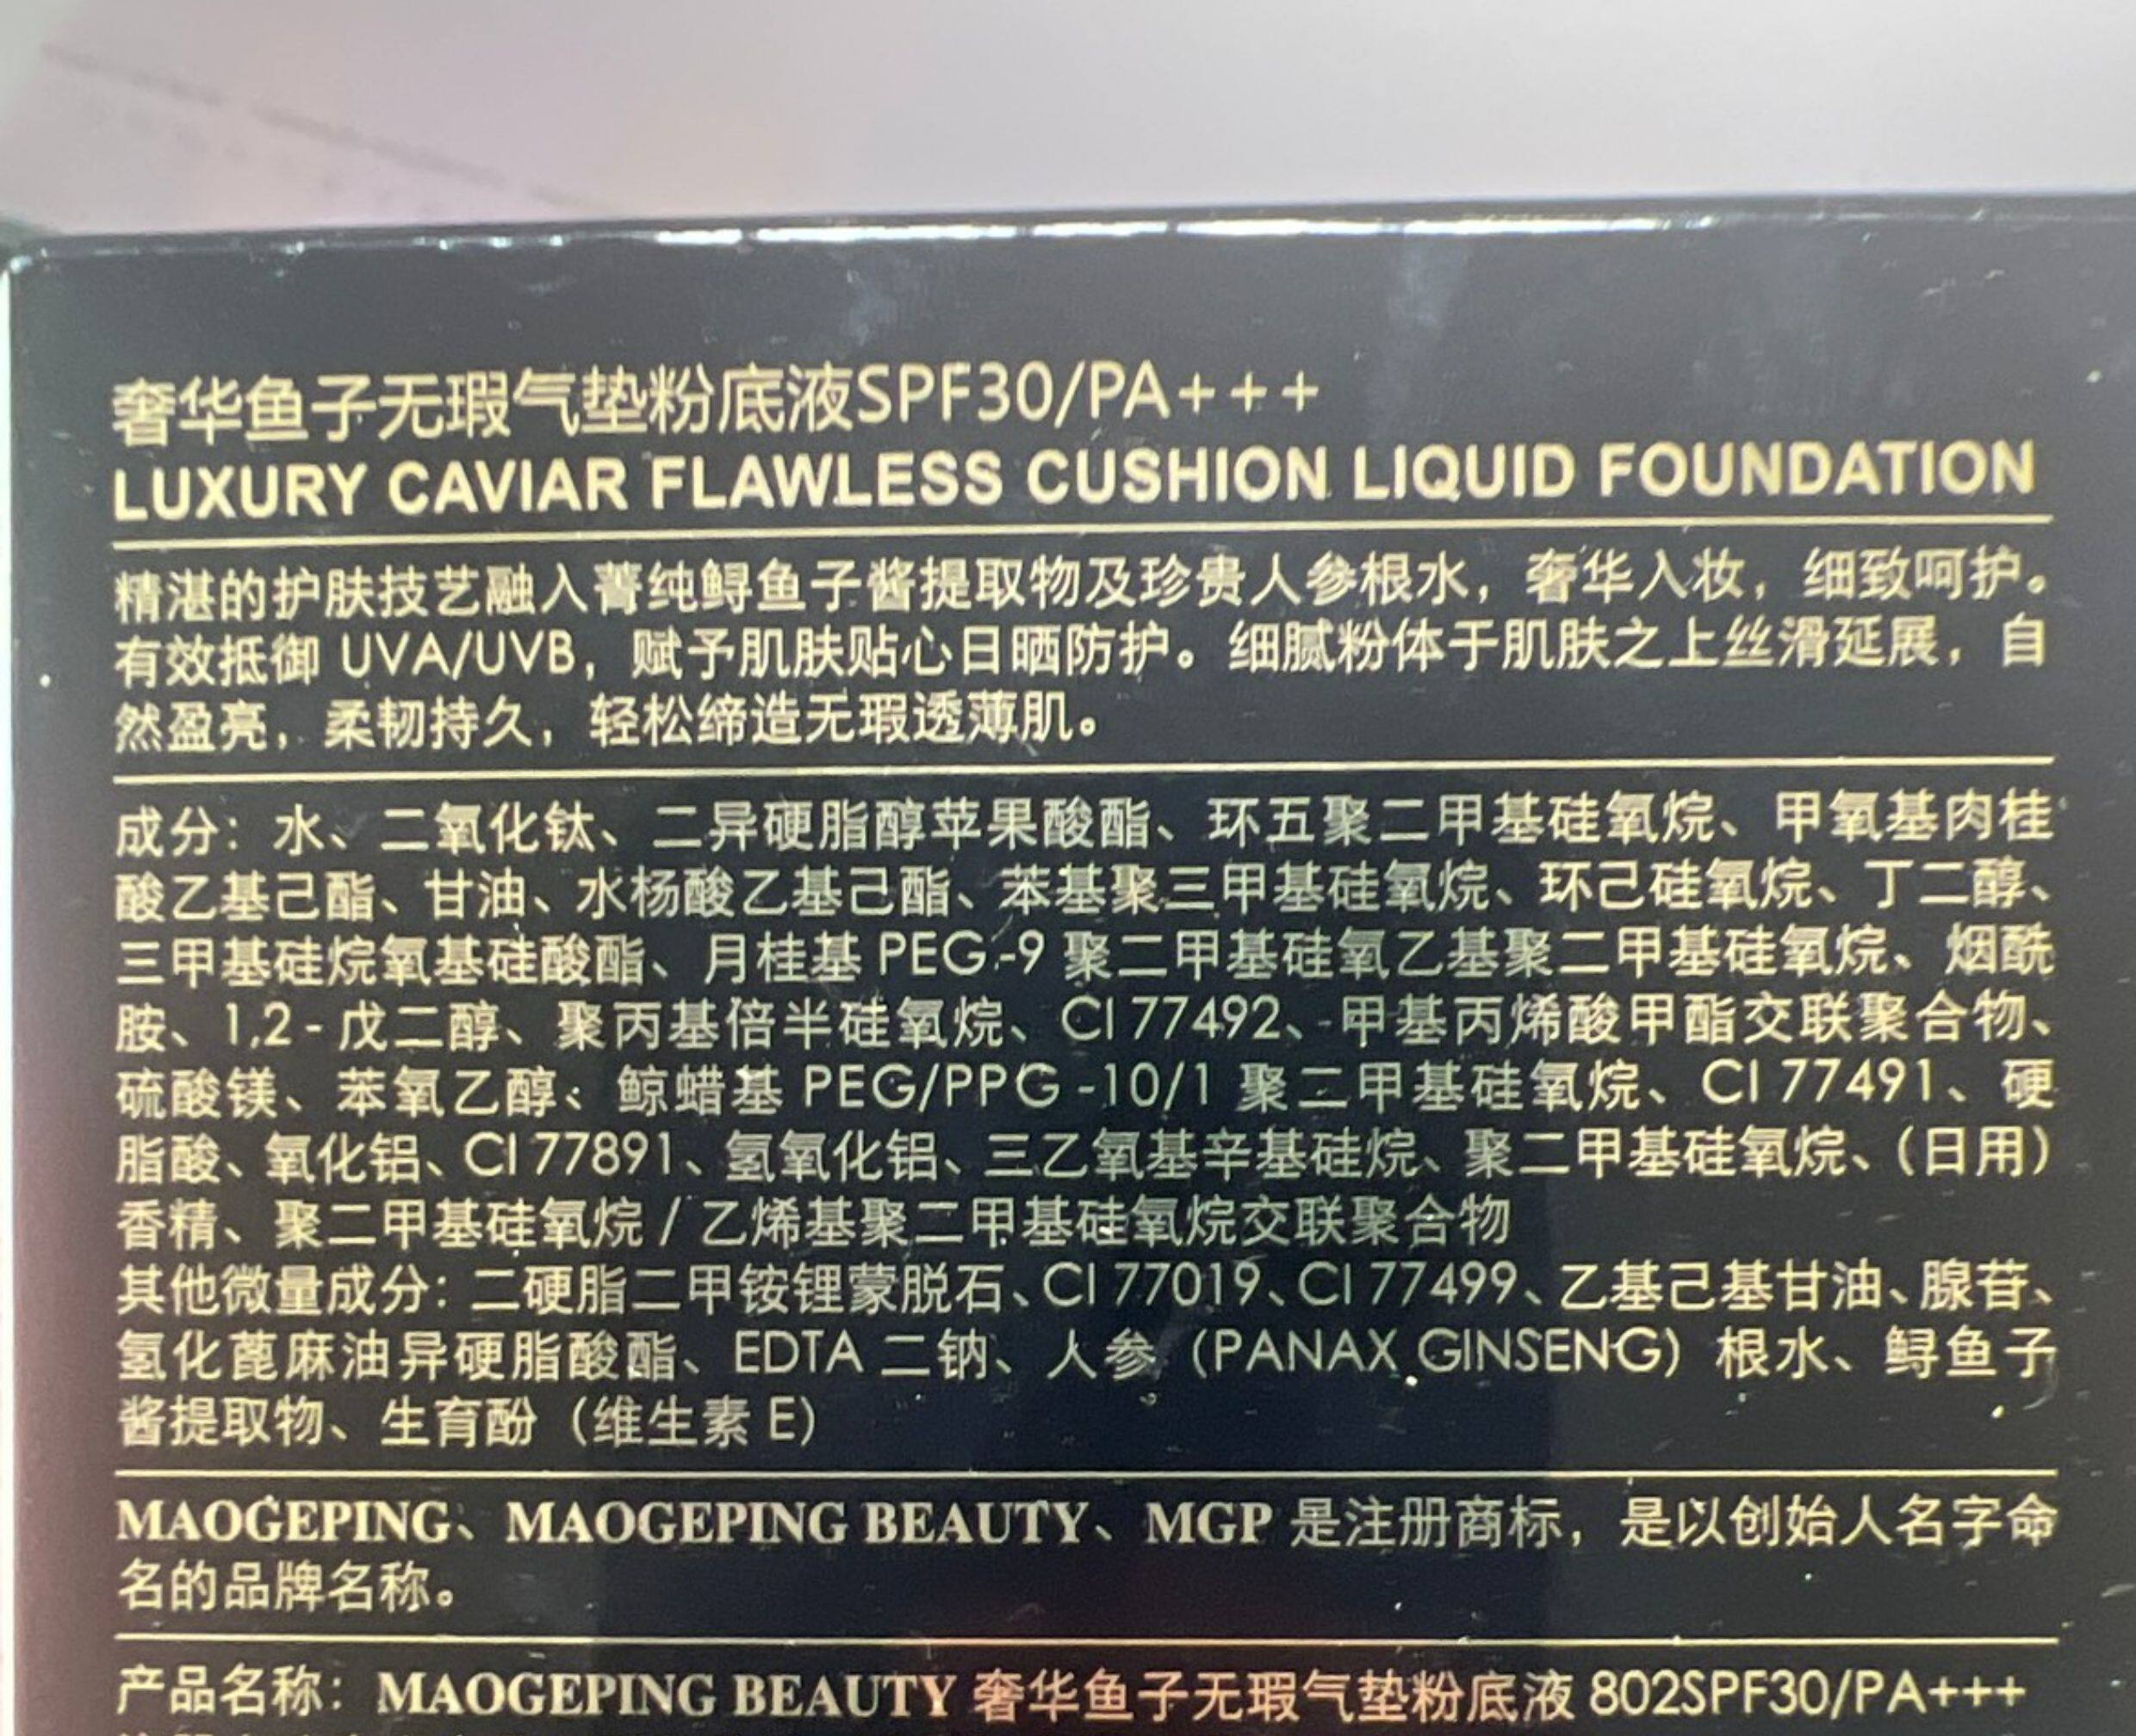 奢华鱼子无瑕气垫粉底液SPF30/PA+++
LUXURY CAVIAR FLAWLESS CUSHION LIQUID FOUNDATION
精湛的护肤技艺融入菁纯鲟鱼子酱提取物及珍贵人参根水，奢华入妆，细致呵护。
有效抵御 UVA/UVB，赋予肌肤贴心日晒防护。细腻粉体于肌肤之上丝滑延展，自
然盈亮，柔韧持久，轻松缔造无瑕透薄肌。
成分：水、二氧化钛、二异硬脂醇苹果酸酯、环五聚二甲基硅氧烷、甲氧基肉桂
酸乙基己酯、甘油、水杨酸乙基己酯、苯基聚三甲基硅氧烷、环己硅氧烷、丁二醇、
三甲基硅烷氧基硅酸酯、月桂基 PEG-9 聚二甲基硅氧乙基聚二甲基硅氧烷、烟酰
胺、1,2-戊二醇、聚丙基倍半硅氧烷、CI 77492、甲基丙烯酸甲酯交联聚合物、
硫酸镁、苯氧乙醇、鲸蜡基 PEG/PPG -10/1 聚二甲基硅氧烷、CI 77491、硬
脂酸、氧化铝、CI 77891、氢氧化铝、三乙氧基辛基硅烷、聚二甲基硅氧烷、（日用）
香精、聚二甲基硅氧烷 / 乙烯基聚二甲基硅氧烷交联聚合物
其他微量成分：二硬脂二甲铵锂蒙脱石、CI 77019、CI 77499、乙基己基甘油、腺苷、
氢化蓖麻油异硬脂酸酯、EDTA 二钠、人参（PANAX GINSENG）根水、鲟鱼子
酱提取物、生育酚（维生素 E）
MAOGEPING、MAOGEPING BEAUTY、MGP 是注册商标，是以创始人名字命
名的品牌名称。
产品名称：MAOGEPING BEAUTY 奢华鱼子无瑕气垫粉底液 802SPF30/PA+++